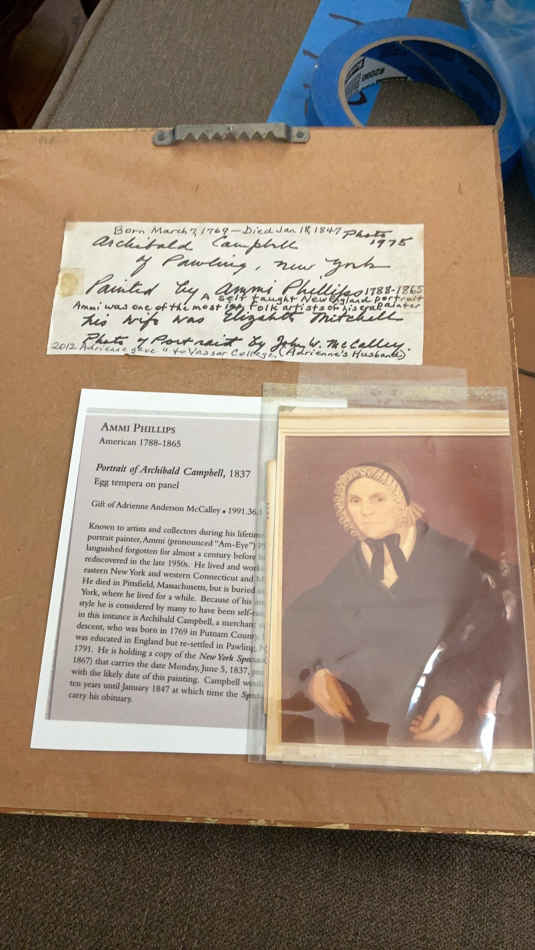 Born March 7, 1769 — Died Jan 18, 1847
Photo 1975
Archibald Campbell
of Pawling, New York
Painted by Ammi Phillips 1788-1865
A self taught New England portrait painter
Ammi was one of the most imp folk artists of his era
His wife was Elizabeth Mitchell
Photo of Portrait by John W. McCalley.
2012 Adrienne gave " to Vassar College. (Adrienne's Husband)
AMMI PHILLIPS
American 1788-1865
Portrait of Archibald Campbell, 1837
Egg tempera on panel
Gift of Adrienne Anderson McCalley • 1991.36.
Known to artists and collectors during his
portrait painter, Ammi (pronounced "Am-Eye")
languished forgotten for almost a century before
rediscovered in the late 1950s. He lived and
eastern New York and western Connecticut and
He died in Pittsfield, Massachusetts, but is buried
York, where he lived for a while. Because of his
style he is considered by many to have been
in this instance is Archibald Campbell, a merchant
descent, who was born in 1769 in Putnam County,
was educated in England but re-settled in Pawling,
1791. He is holding a copy of the New York
1867) that carries the date Monday, June 5, 1837,
with the likely date of this painting. Campbell
ten years until January 1847 at which time the
carry his obituary.